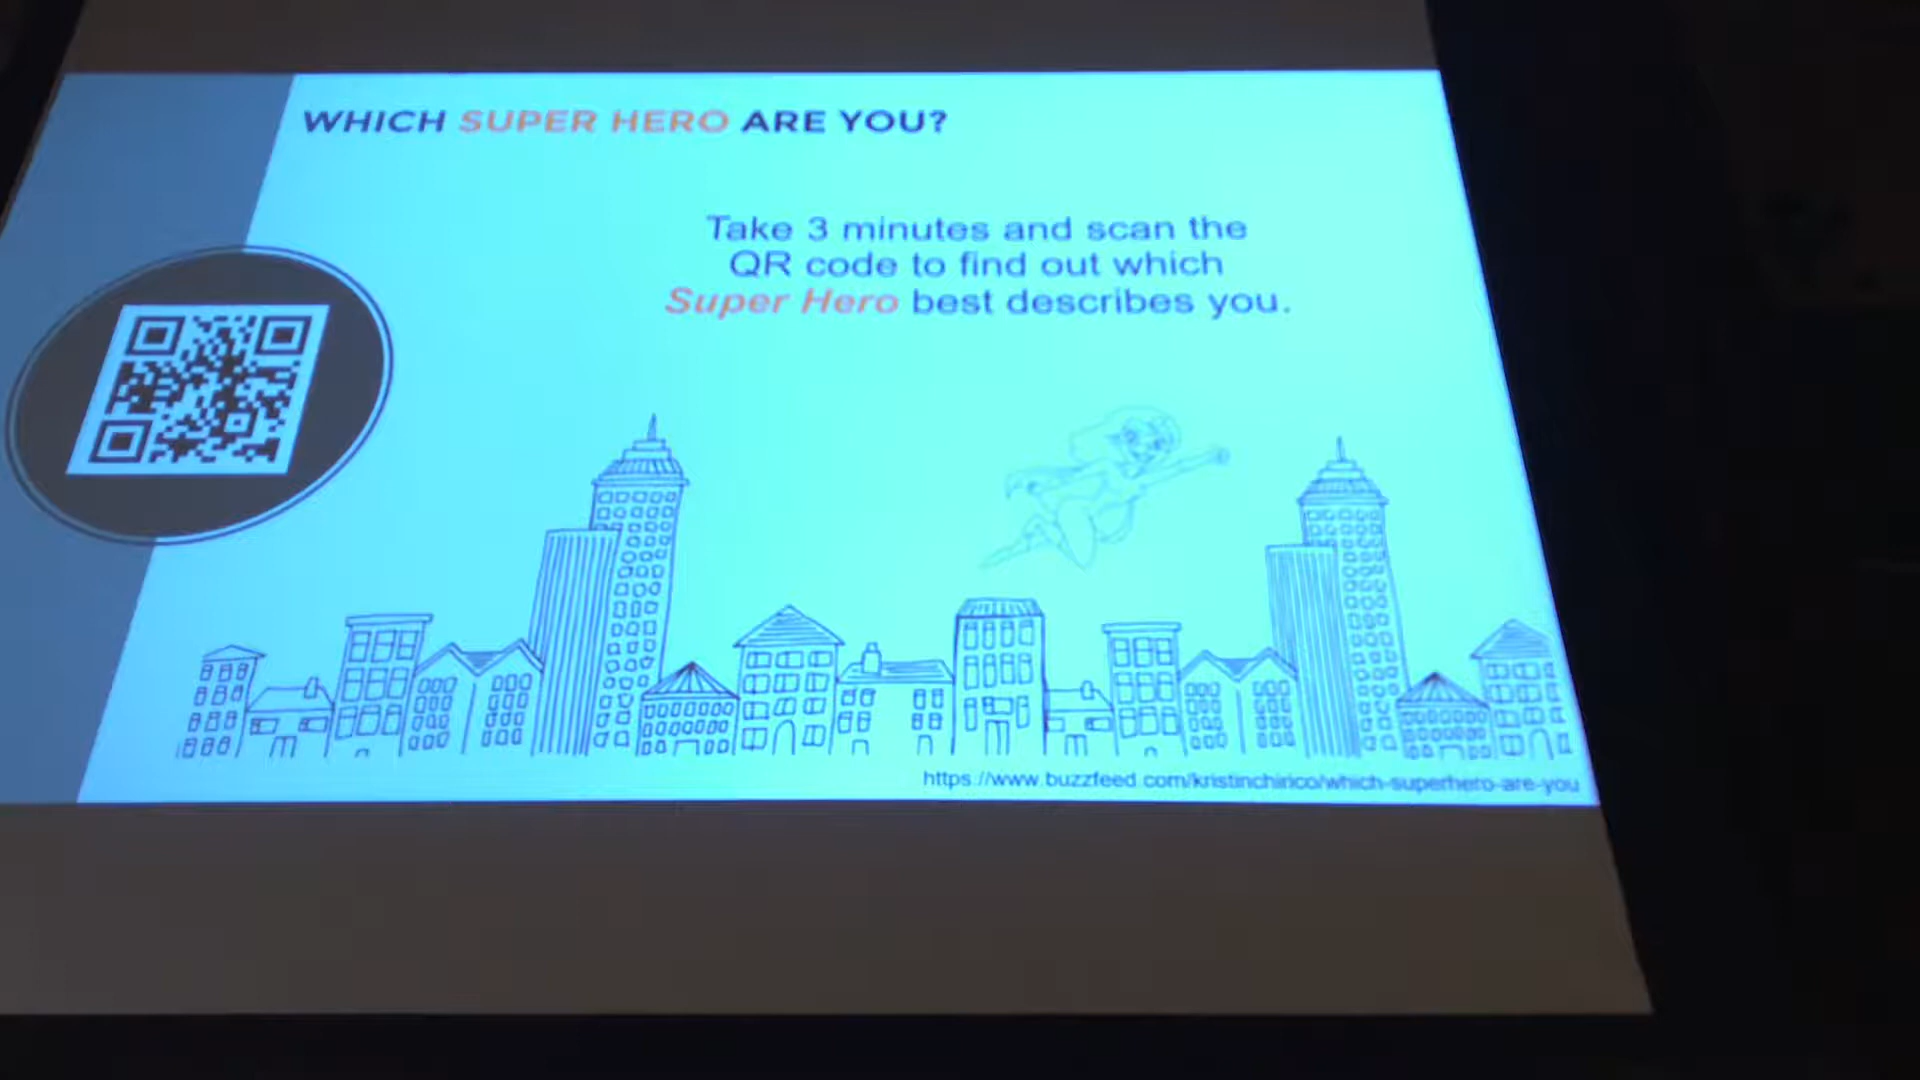 WHICH SUPER HERO ARE YOU?
Take 3 minutes and scan the
QR code to find out which
Super Hero best describes you.
https://www.buzzfeed.com/kristinchirico/which-superhero-are-you